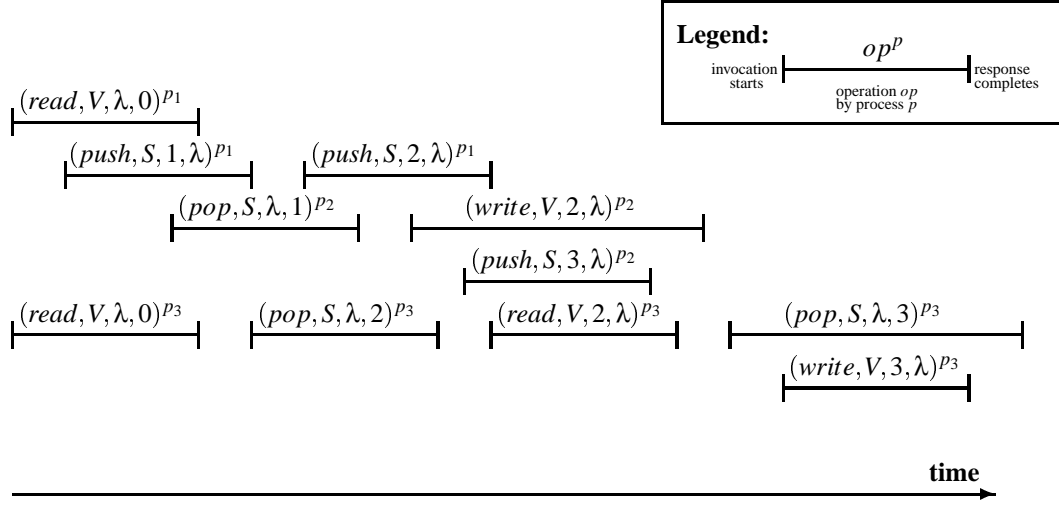 Legend:
opᵖ
invocation starts
response completes
operation op
by process p
(read,V,λ,0)ᵖ¹
(push,S,1,λ)ᵖ¹ (push,S,2,λ)ᵖ¹
(pop,S,λ,1)ᵖ² (write,V,2,λ)ᵖ²
(push,S,3,λ)ᵖ²
(read,V,λ,0)ᵖ³ (pop,S,λ,2)ᵖ³ (read,V,2,λ)ᵖ³ (pop,S,λ,3)ᵖ³
(write,V,3,λ)ᵖ³
time